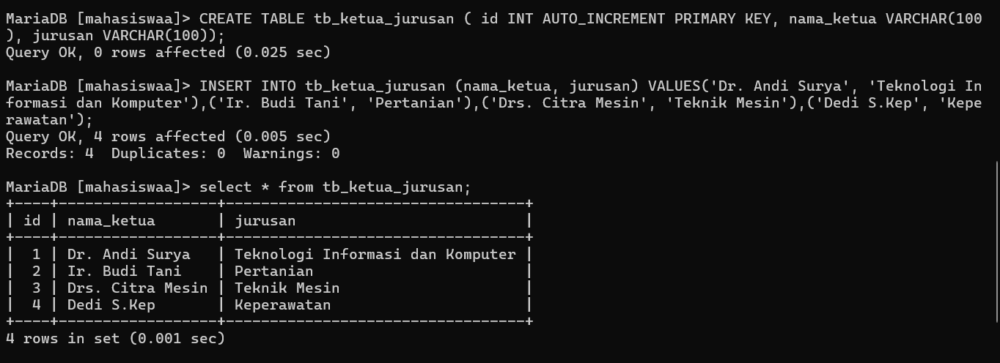 MariaDB [mahasiswaa]> CREATE TABLE tb_ketua_jurusan ( id INT AUTO_INCREMENT PRIMARY KEY, nama_ketua VARCHAR(100
), jurusan VARCHAR(100));
Query OK, 0 rows affected (0.025 sec)

MariaDB [mahasiswaa]> INSERT INTO tb_ketua_jurusan (nama_ketua, jurusan) VALUES('Dr. Andi Surya', 'Teknologi In
formasi dan Komputer'),('Ir. Budi Tani', 'Pertanian'),('Drs. Citra Mesin', 'Teknik Mesin'),('Dedi S.Kep', 'Kepe
rawatan');
Query OK, 4 rows affected (0.005 sec)
Records: 4  Duplicates: 0  Warnings: 0

MariaDB [mahasiswaa]> select * from tb_ketua_jurusan;
+----+------------------+----------------------------------+
| id | nama_ketua       | jurusan                          |
+----+------------------+----------------------------------+
|  1 | Dr. Andi Surya   | Teknologi Informasi dan Komputer |
|  2 | Ir. Budi Tani    | Pertanian                        |
|  3 | Drs. Citra Mesin | Teknik Mesin                     |
|  4 | Dedi S.Kep       | Keperawatan                      |
+----+------------------+----------------------------------+
4 rows in set (0.001 sec)